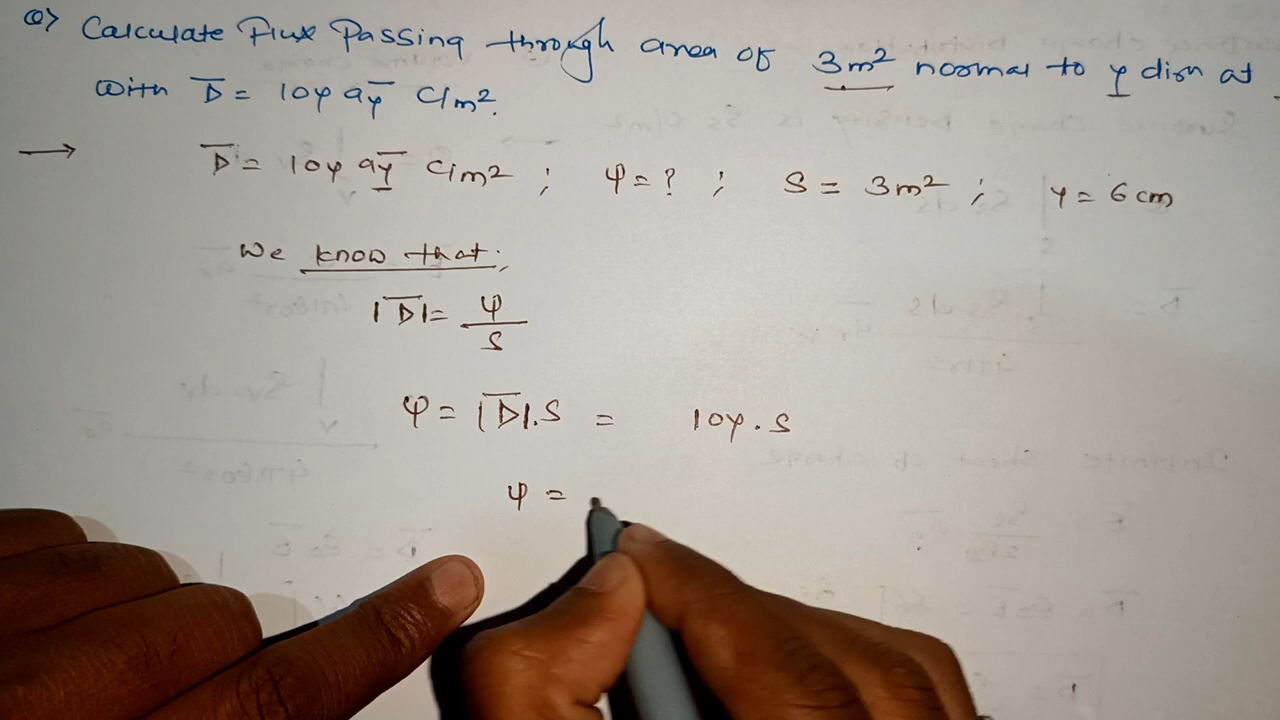 Q> Calculate Flux Passing through area of 3m² normal to y dirn at
with D̅ = 10y ay̅ C/m².
→ D̅ = 10y ay̅ C/m² ; ψ = ? ; S = 3m² ; y = 6 cm
We know that;
|D̅| = ψ/S
ψ = |D̅|.S = 10y.S
ψ =